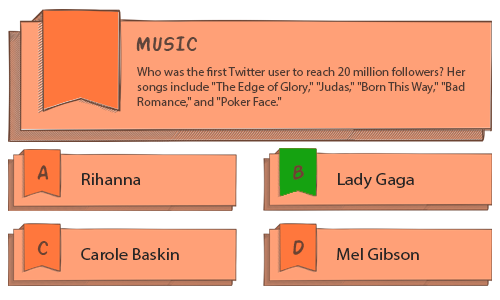 MUSIC
Who was the first Twitter user to reach 20 million followers? Her
songs include "The Edge of Glory," "Judas," "Born This Way," "Bad
Romance," and "Poker Face."
A Rihanna
B Lady Gaga
C Carole Baskin
D Mel Gibson